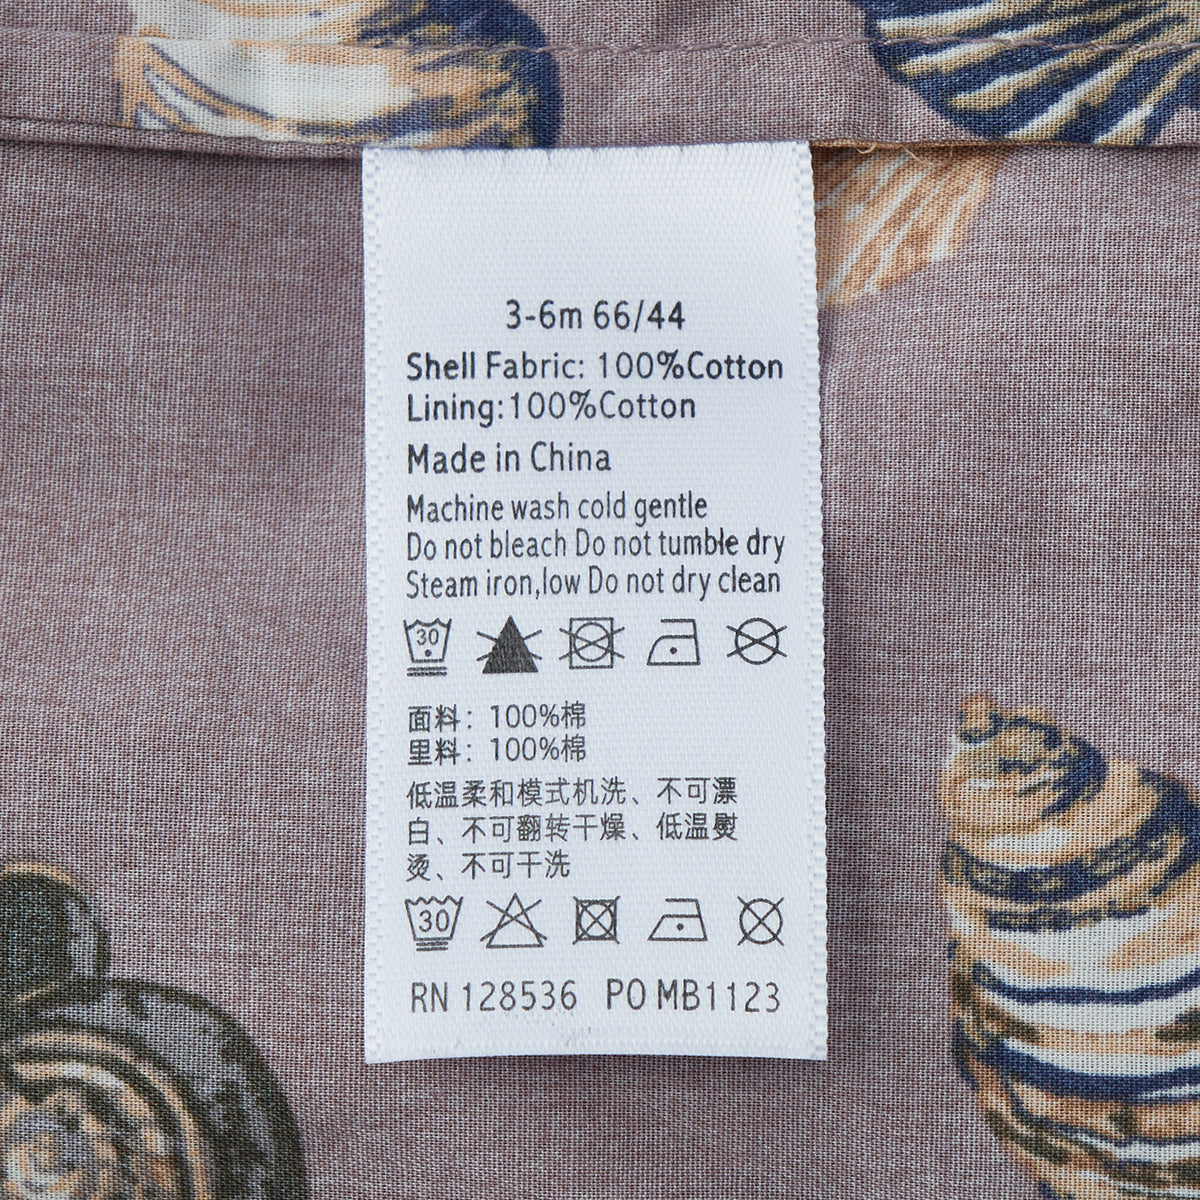 3-6m 66/44
Shell Fabric: 100%Cotton
Lining:100%Cotton
Made in China
Machine wash cold gentle
Do not bleach Do not tumble dry
Steam iron,low Do not dry clean
30
面料：100%棉
里料：100%棉
低温柔和模式机洗、不可漂
白、不可翻转干燥、低温熨
烫、不可干洗
30
RN 128536 PO MB1123